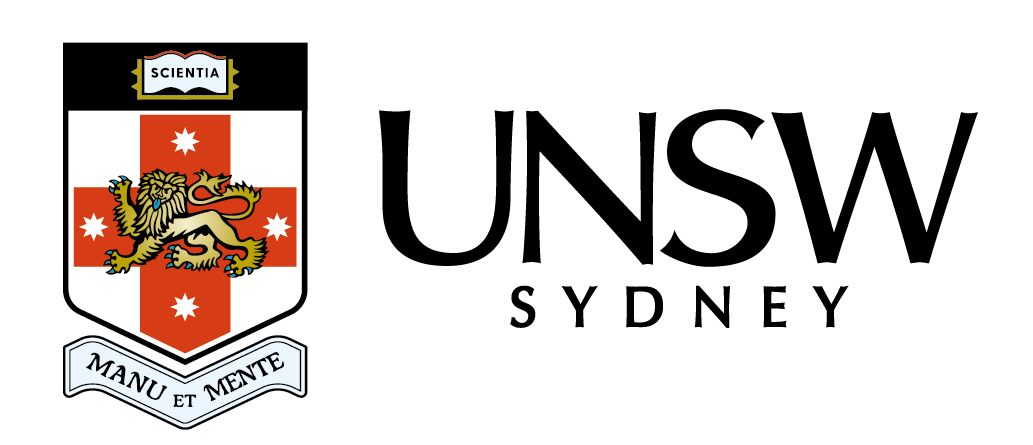 SCIENTIA
MANU ET MENTE
UNSW
SYDNEY